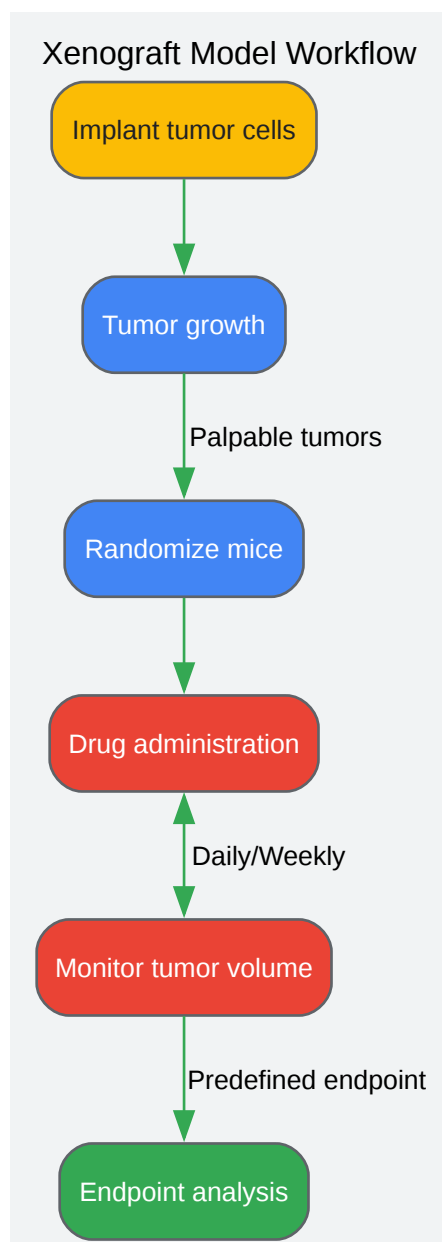 Xenograft Model Workflow
Implant tumor cells
Tumor growth
Palpable tumors
Randomize mice
Drug administration
Daily/Weekly
Monitor tumor volume
Predefined endpoint
Endpoint analysis